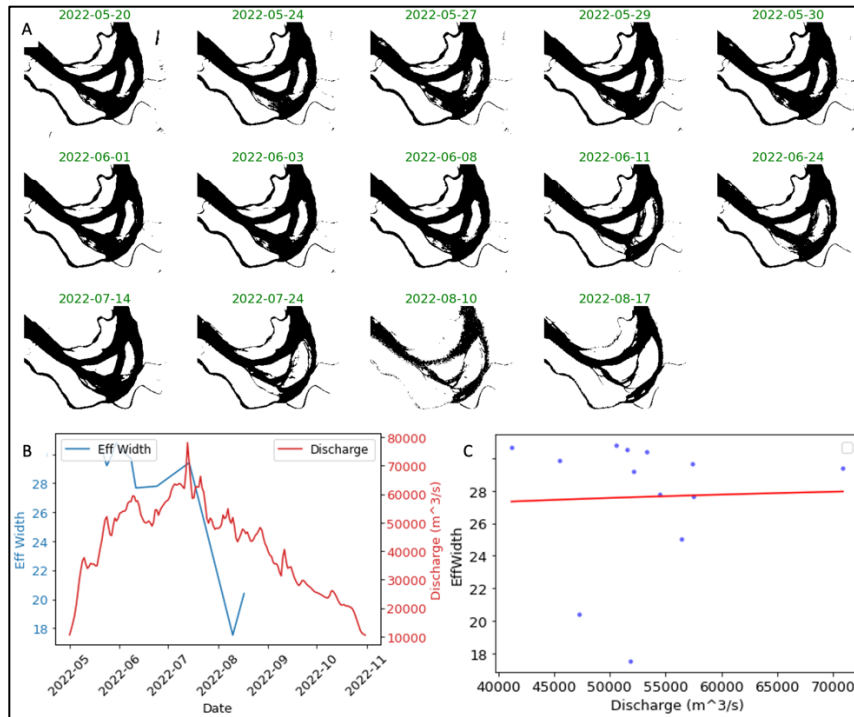 A
2022-05-20 2022-05-24 2022-05-27 2022-05-29 2022-05-30
2022-06-01 2022-06-03 2022-06-08 2022-06-11 2022-06-24
2022-07-14 2022-07-24 2022-08-10 2022-08-17
B
Eff Width
Discharge
28
26
24
22
20
18
Eff Width
80000
70000
60000
50000
40000
30000
20000
10000
Discharge (m^3/s)
2022-05 2022-06 2022-07 2022-08 2022-09 2022-10 2022-11
Date
C
28
26
24
22
20
18
EffWidth
40000 45000 50000 55000 60000 65000 70000
Discharge (m^3/s)